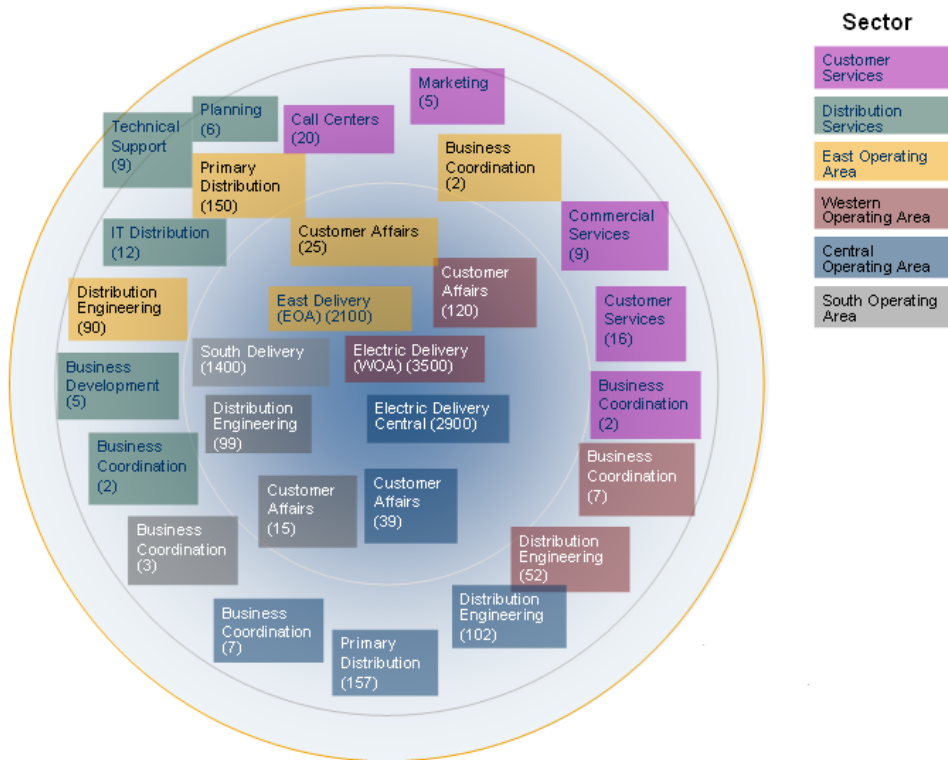 Sector
Customer
Services
Distribution
Services
East Operating
Area
Western
Operating Area
Central
Operating Area
South Operating
Area
Marketing
(5)
Planning
(6)
Call Centers
(20)
Technical
Support
(9)
Business
Coordination
(2)
Primary
Distribution
(150)
Commercial
Services
(9)
IT Distribution
(12)
Customer Affairs
(25)
Customer
Affairs
(120)
Distribution
Engineering
(90)
East Delivery
(EOA) (2100)
Customer
Services
(16)
South Delivery
(1400)
Electric Delivery
(WOA) (3500)
Business
Development
(5)
Business
Coordination
(2)
Distribution
Engineering
(99)
Electric Delivery
Central (2900)
Business
Coordination
(2)
Business
Coordination
(7)
Customer
Affairs
(15)
Customer
Affairs
(39)
Business
Coordination
(3)
Distribution
Engineering
(52)
Distribution
Engineering
(102)
Business
Coordination
(7)
Primary
Distribution
(157)